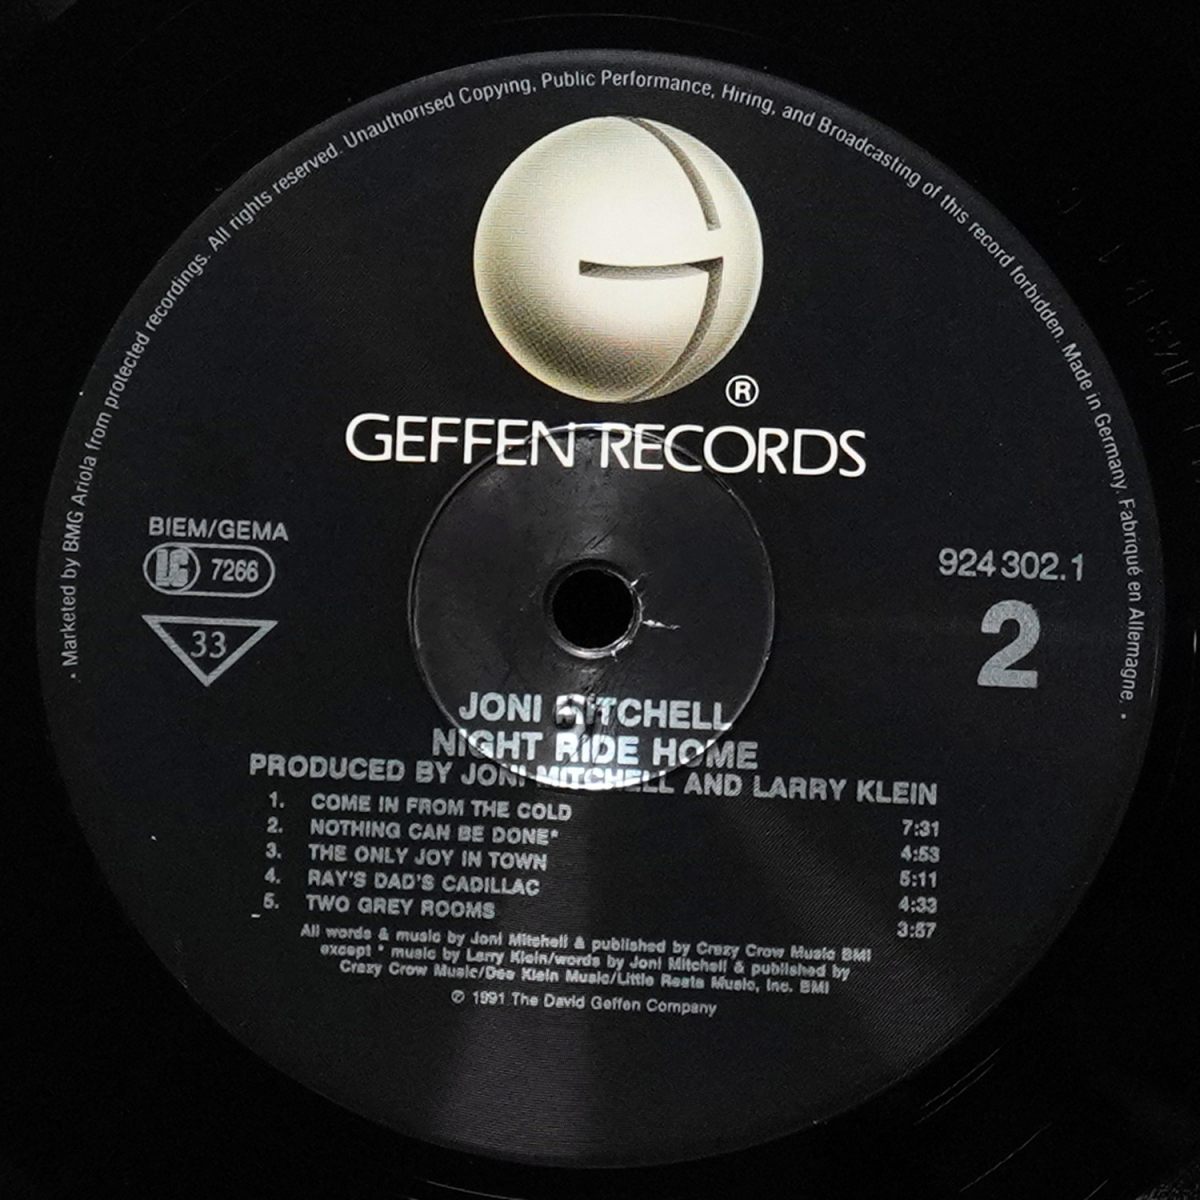 . Marketed by BMG Ariola from protected recordings. All rights reserved. Unauthorised Copying, Public Performance, Hiring, and Broadcasting of this record forbidden. Made in Germany. Fabriqué en Allemagne. •
®
GEFFEN RECORDS
BIEM/GEMA
LC 7266
33
924 302.1
2
JONI MITCHELL
NIGHT RIDE HOME
PRODUCED BY JONI MITCHELL AND LARRY KLEIN
1. COME IN FROM THE COLD 7:31
2. NOTHING CAN BE DONE* 4:53
3. THE ONLY JOY IN TOWN 5:11
4. RAY'S DAD'S CADILLAC 4:33
5. TWO GREY ROOMS 3:57
All words & music by Joni Mitchell & published by Crazy Crow Music BMI
except * music by Larry Klein/words by Joni Mitchell & published by
Crazy Crow Music/Dee Klein Music/Little Reata Music, Inc. BMI
℗ 1991 The David Geffen Company